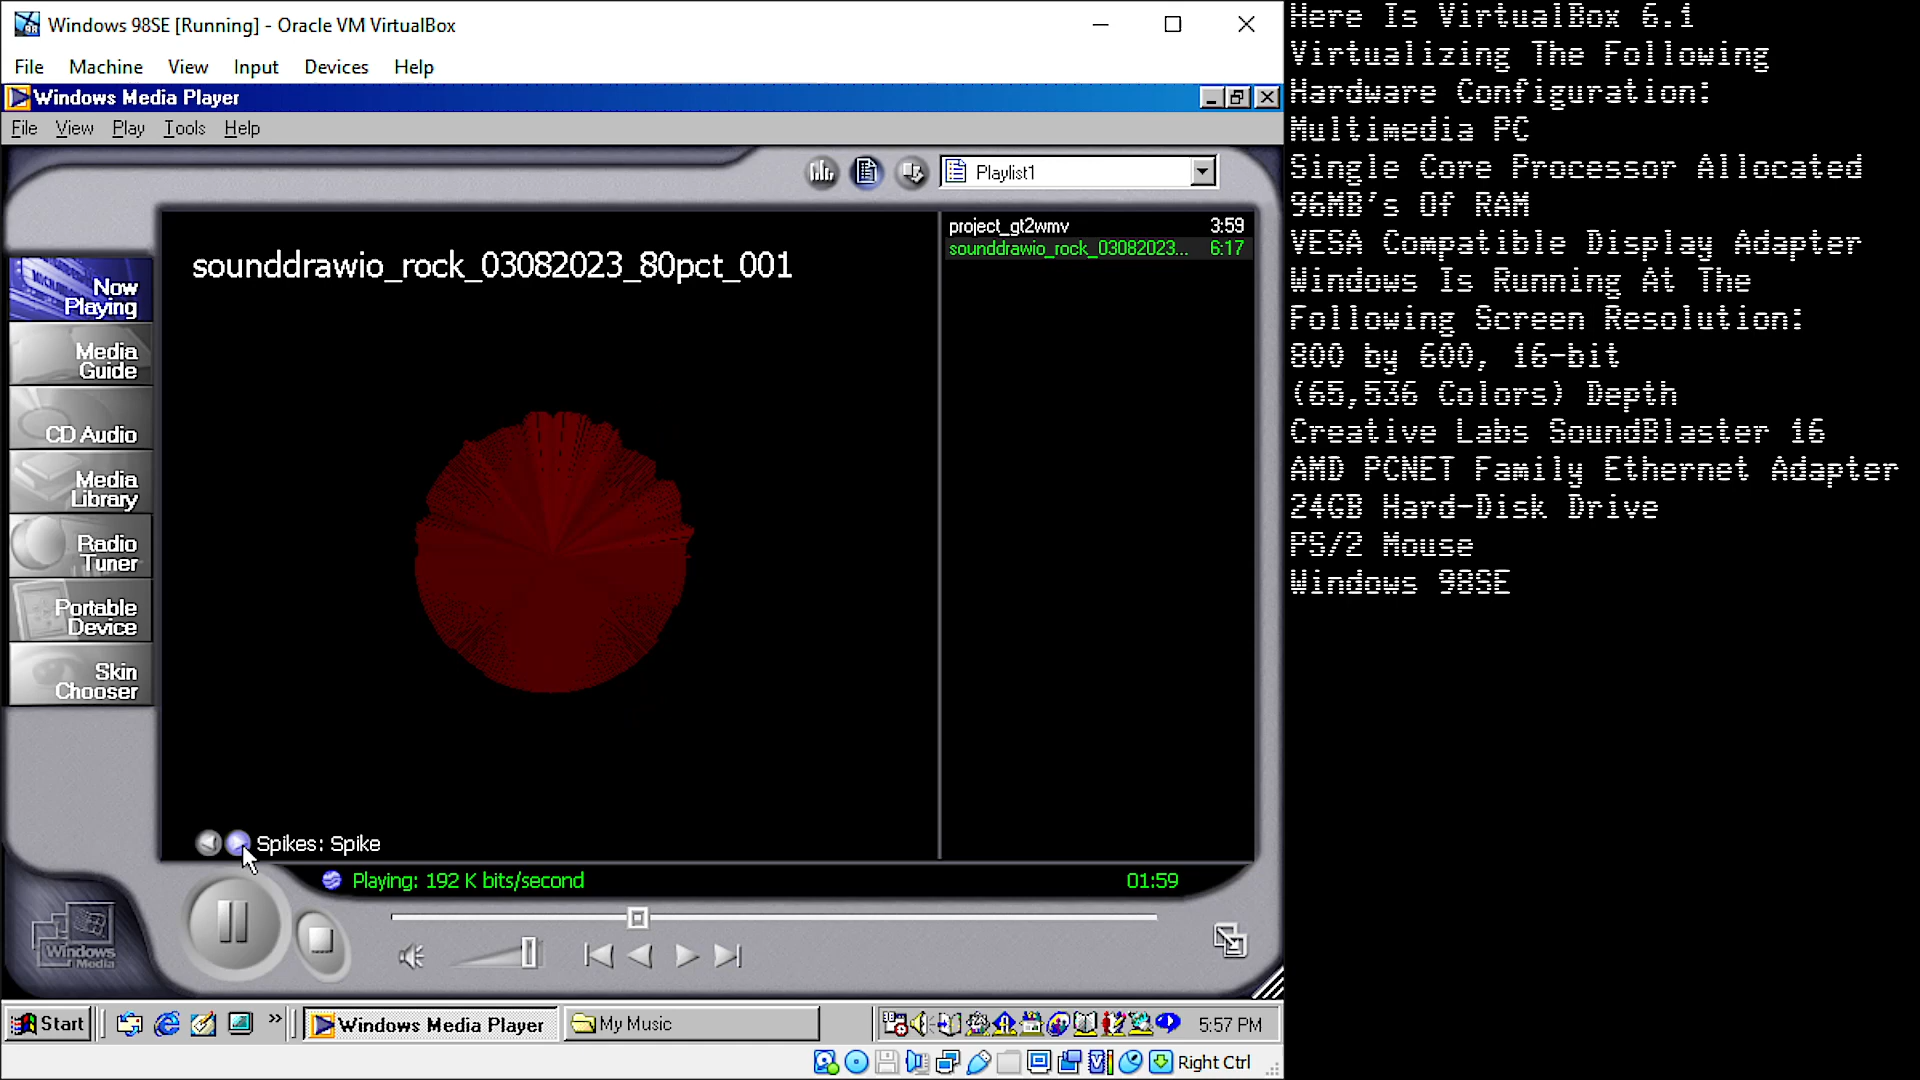 Windows 98SE [Running] - Oracle VM VirtualBox
File Machine View Input Devices Help
Windows Media Player
File View Play Tools Help
Playlist1
sounddrawio_rock_03082023_80pct_001
project_gt2wmv 3:59
sounddrawio_rock_03082023... 6:17
Now
Playing
Media
Guide
CD Audio
Media
Library
Radio
Tuner
Portable
Device
Skin
Chooser
Spikes: Spike
Playing: 192 K bits/second 01:59
Windows
Media
Start
»
Windows Media Player
My Music
5:57 PM
Right Ctrl
Here Is VirtualBox 6.1
Virtualizing The Following
Hardware Configuration:
Multimedia PC
Single Core Processor Allocated
96MB's Of RAM
VESA Compatible Display Adapter
Windows Is Running At The
Following Screen Resolution:
800 by 600, 16-bit
(65,536 Colors) Depth
Creative Labs SoundBlaster 16
AMD PCNET Family Ethernet Adapter
24GB Hard-Disk Drive
PS/2 Mouse
Windows 98SE